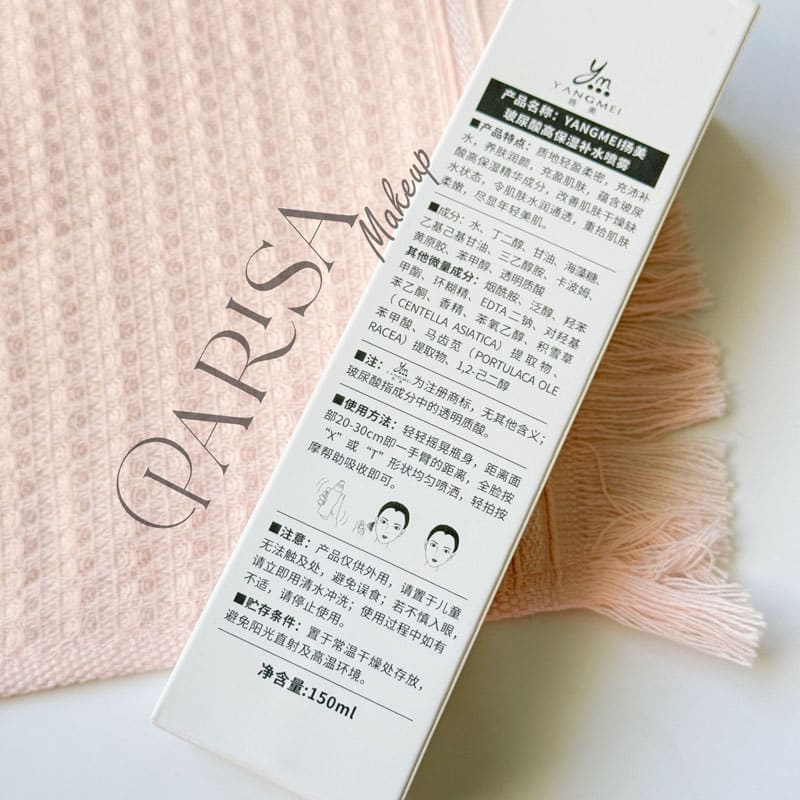 ym
YANGMEI
扬美
产品名称：YANGMEI扬美
玻尿酸高保湿补水喷雾
■产品特点：质地轻盈柔密，充沛补
水，养肤润颜，充盈肌肤，蕴含玻尿
酸高保湿精华成分，改善肌肤干燥缺
水状态，令肌肤水润通透，重拾肌肤
柔嫩，尽显年轻美肌。
■成分：水、丁二醇、甘油、海藻糖、
乙基己基甘油、三乙醇胺、卡波姆、
黄原胶、苯甲醇、透明质酸
其他微量成分：烟酰胺、泛醇、羟苯
甲酯、环糊精、EDTA 二钠、对羟基
苯乙酮、香精、苯氧乙醇、积雪草
（CENTELLA ASIATICA）提取物、
苯甲酸、马齿苋（PORTULACA OLE
RACEA）提取物、1,2-己二醇
■注：ym为注册商标，无其他含义；
玻尿酸指成分中的透明质酸。
■使用方法：轻轻摇晃瓶身，距离面
部20-30cm即一手臂的距离，全脸按
“X”或“T”形状均匀喷洒，轻拍按
摩帮助吸收即可。
■注意：产品仅供外用，请置于儿童
无法触及处，避免误食；若不慎入眼，
请立即用清水冲洗；使用过程中如有
不适，请停止使用。
■贮存条件：置于常温干燥处存放，
避免阳光直射及高温环境。
净含量:150ml
PARISA
Makeup